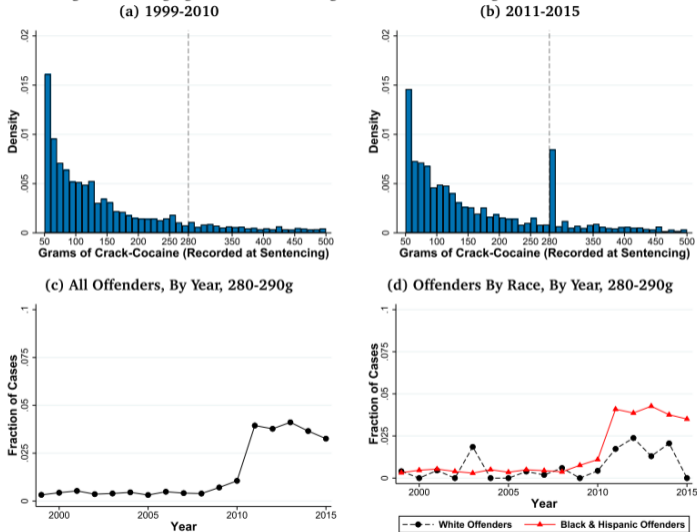 (a) 1999-2010
(b) 2011-2015
.02
.015
.01
.005
0
Density
50 100 150 200 250 280 350 400 450 500
Grams of Crack-Cocaine (Recorded at Sentencing)
.02
.015
.01
.005
0
Density
50 100 150 200 250 280 350 400 450 500
Grams of Crack-Cocaine (Recorded at Sentencing)
(c) All Offenders, By Year, 280-290g
(d) Offenders By Race, By Year, 280-290g
.1
.075
.05
.025
0
Fraction of Cases
2000 2005 2010 2015
Year
.1
.075
.05
.025
0
Fraction of Cases
2000 2005 2010 2015
Year
White Offenders Black & Hispanic Offenders